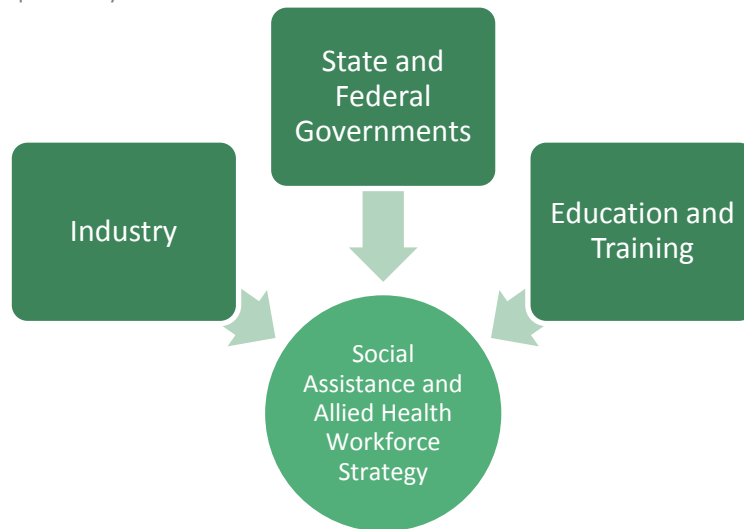 State and
Federal
Governments
Industry
Education and
Training
Social
Assistance and
Allied Health
Workforce
Strategy